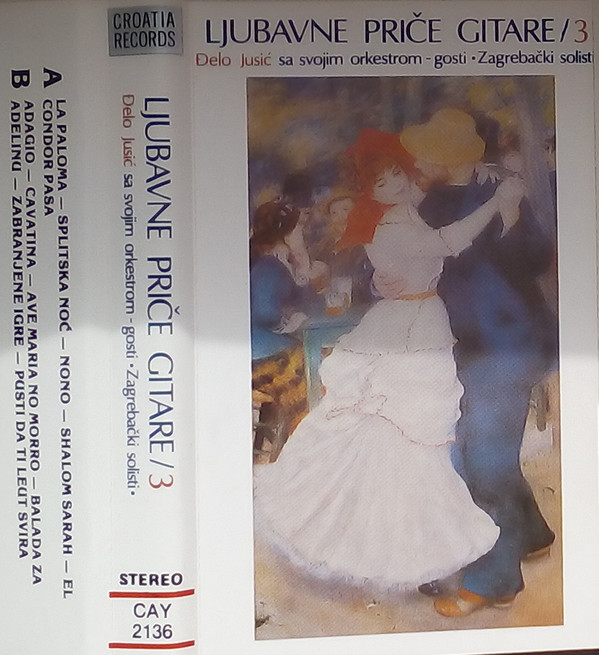 A
LA PALOMA — SPLITSKA NOĆ — NONO — SHALOM SARAH — EL
CONDOR PASA
B
ADAGIO — CAVATINA — AVE MARIA NO MORRO — BALADA ZA
ADELINU — ZABRANJENE IGRE — PUSTI DA TI LEUT SVIRA
CROATIA
RECORDS
LJUBAVNE PRIČE GITARE/3
Đelo Jusić sa svojim orkestrom - gosti • Zagrebački solisti •
STEREO
CAY
2136
LJUBAVNE PRIČE GITARE/3
Đelo Jusić sa svojim orkestrom - gosti • Zagrebački solisti